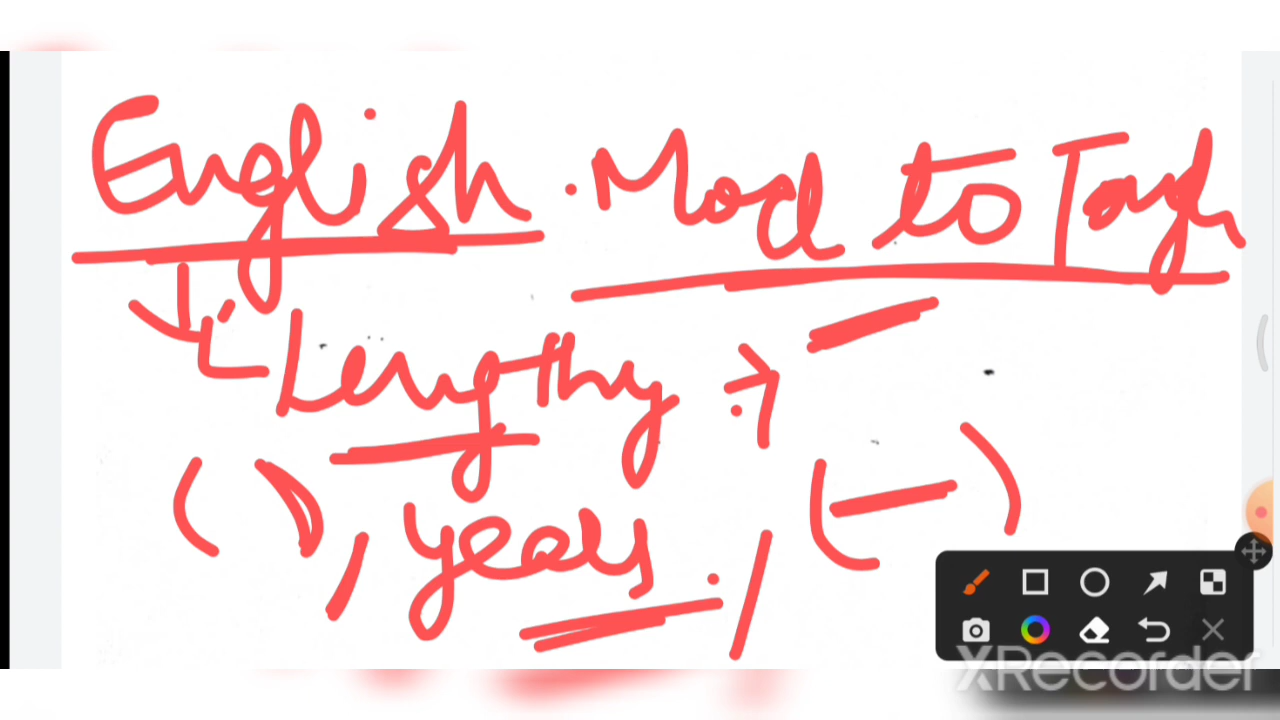 English . Mod to Tough
Lengthy :→
( ), years. / (—)
XRecorder